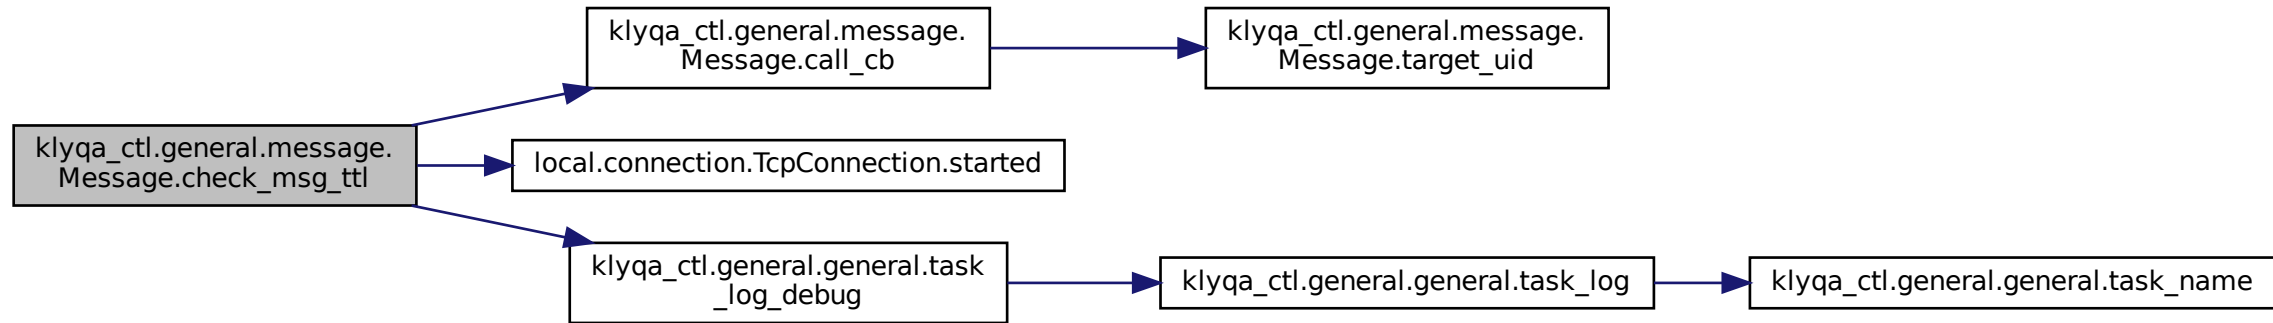 klyqa_ctl.general.message.
Message.check_msg_ttl
klyqa_ctl.general.message.
Message.call_cb
klyqa_ctl.general.message.
Message.target_uid
local.connection.TcpConnection.started
klyqa_ctl.general.general.task
_log_debug
klyqa_ctl.general.general.task_log
klyqa_ctl.general.general.task_name